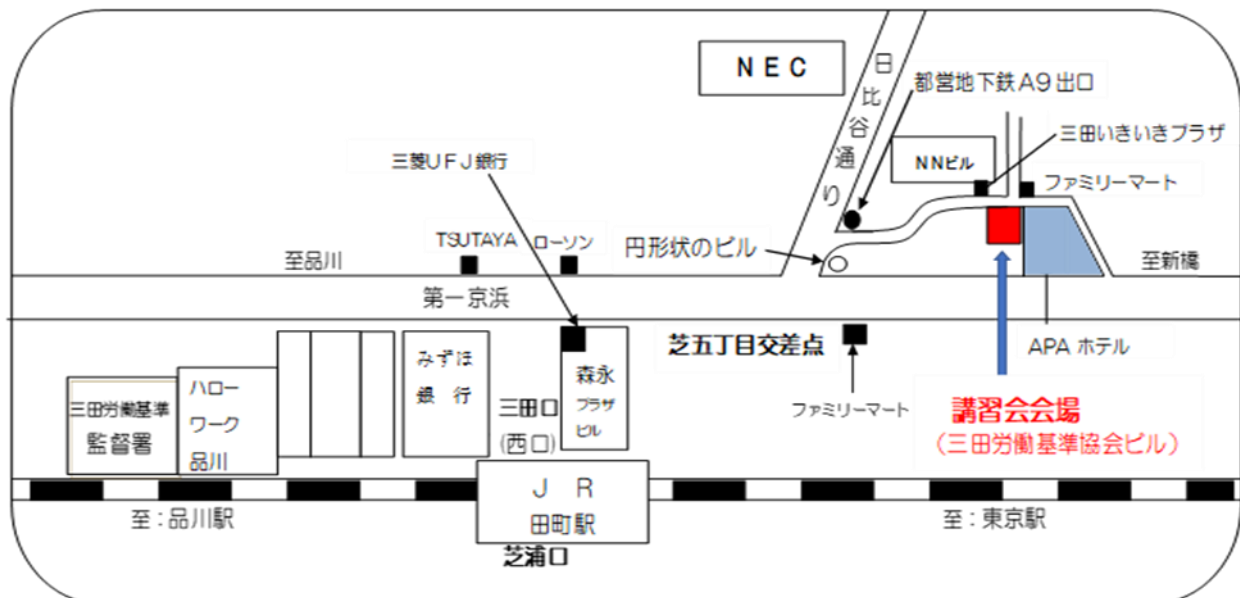 NEC
日比谷通り
都営地下鉄A9出口
三田いきいきプラザ
NNビル
ファミリーマート
三菱UFJ銀行
TSUTAYA
ローソン
円形状のビル
至品川
至新橋
第一京浜
芝五丁目交差点
APA ホテル
ファミリーマート
講習会会場
(三田労働基準協会ビル)
三田労働基準
監督署
ハロー
ワーク
品川
みずほ
銀 行
三田口
(西口)
森永
プラザ
ビル
J R
田町駅
芝浦口
至:品川駅
至:東京駅